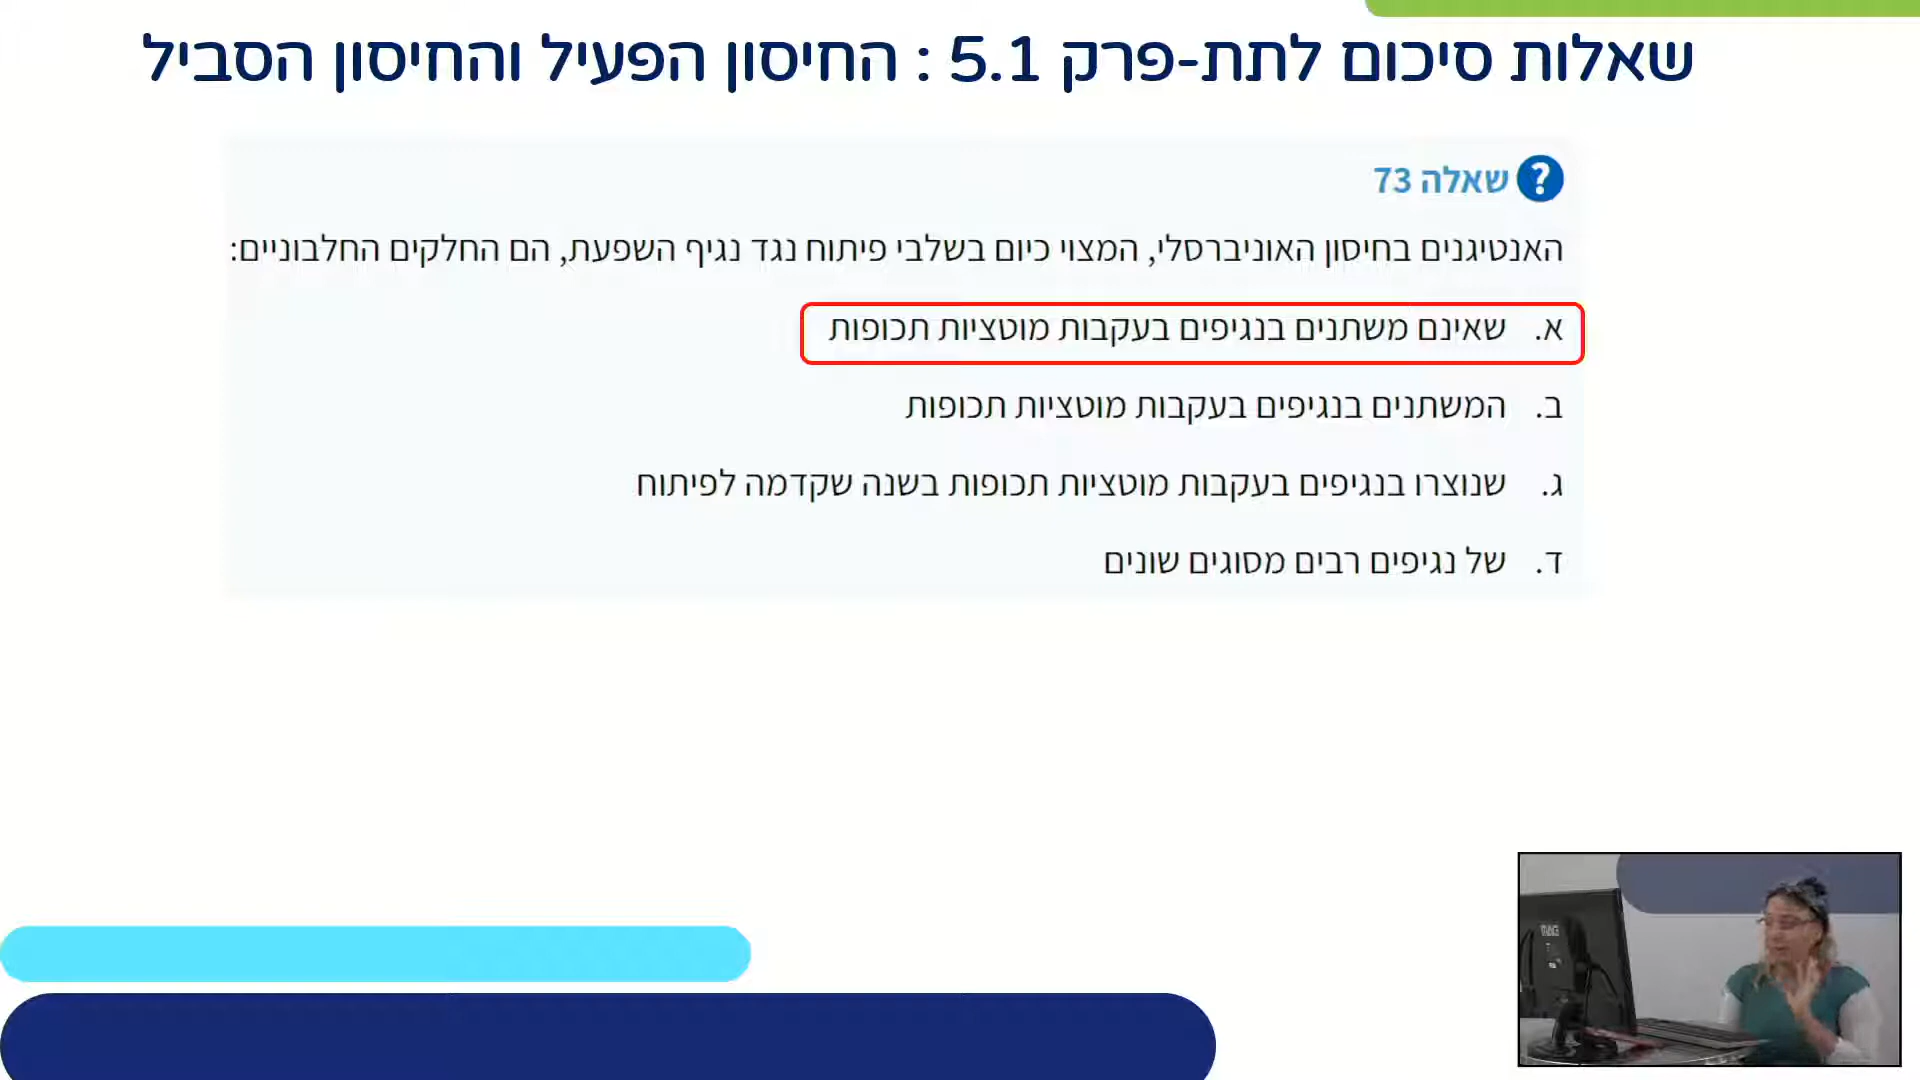 שאלות סיכום לתת-פרק 5.1 : החיסון הפעיל והחיסון הסביל
? שאלה 73
האנטיגנים בחיסון האוניברסלי, המצוי כיום בשלבי פיתוח נגד נגיף השפעת, הם החלקים החלבוניים:
א. שאינם משתנים בנגיפים בעקבות מוטציות תכופות
ב. המשתנים בנגיפים בעקבות מוטציות תכופות
ג. שנוצרו בנגיפים בעקבות מוטציות תכופות בשנה שקדמה לפיתוח
ד. של נגיפים רבים מסוגים שונים